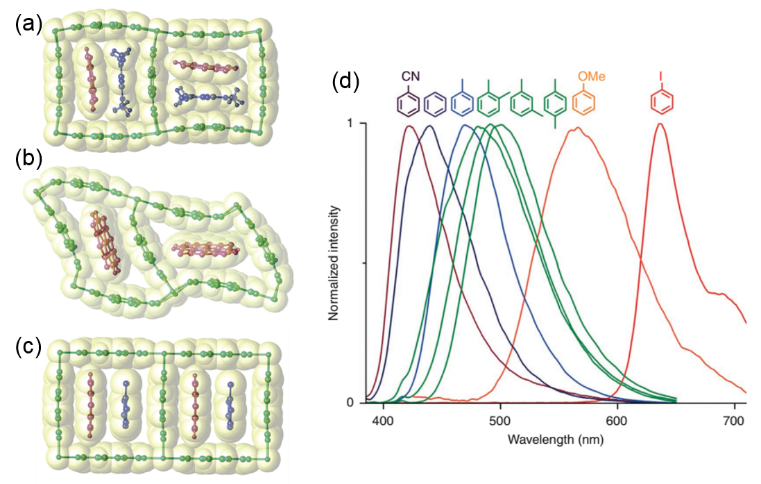 (a)
(b)
(c)
(d)
CN
OMe
I
1
Normalized intensity
0
400
500
600
700
Wavelength (nm)